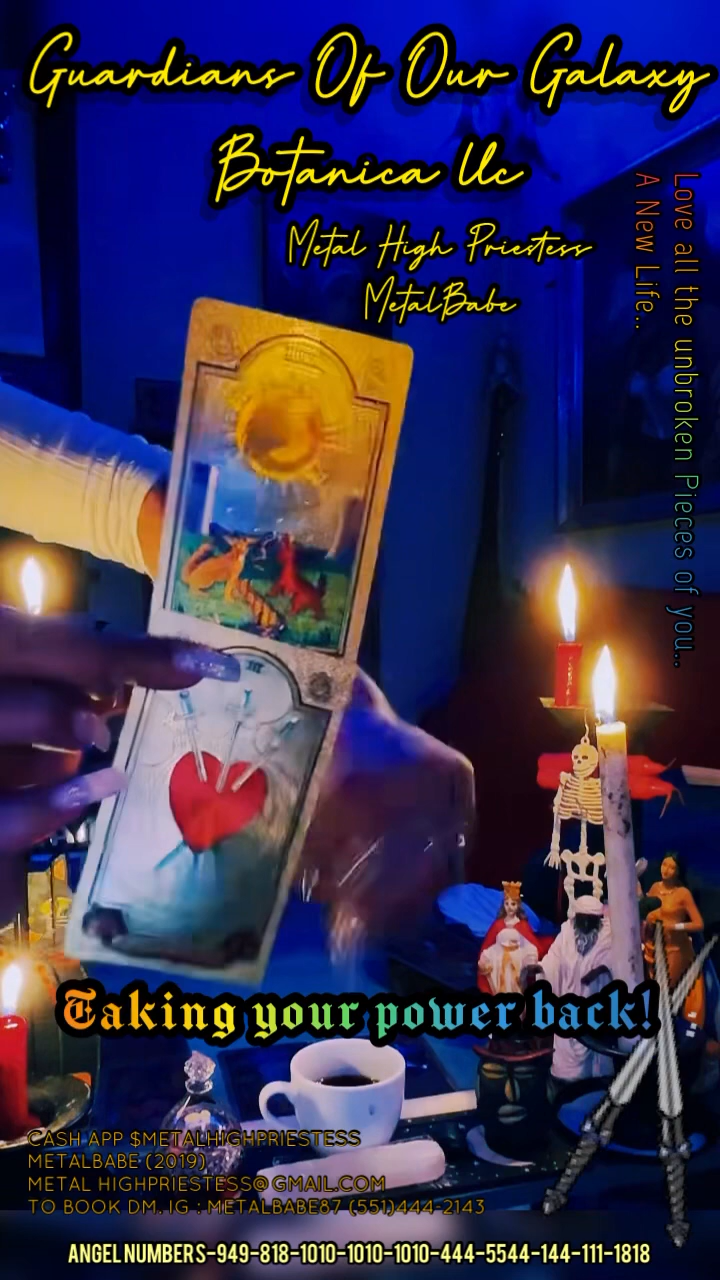 Guardians Of Our Galaxy
Botanica llc
Metal High Priestess
MetalBabe
Love all the unbroken Pieces of you..
A New Life..
III
Taking your power back!
CASH APP $METALHIGHPRIESTESS
METALBABE (2019)
METAL HIGHPRIESTESS@GMAIL.COM
TO BOOK DM. IG : METALBABE87 (551)444-2143
ANGEL NUMBERS-949-818-1010-1010-1010-444-5544-144-111-1818